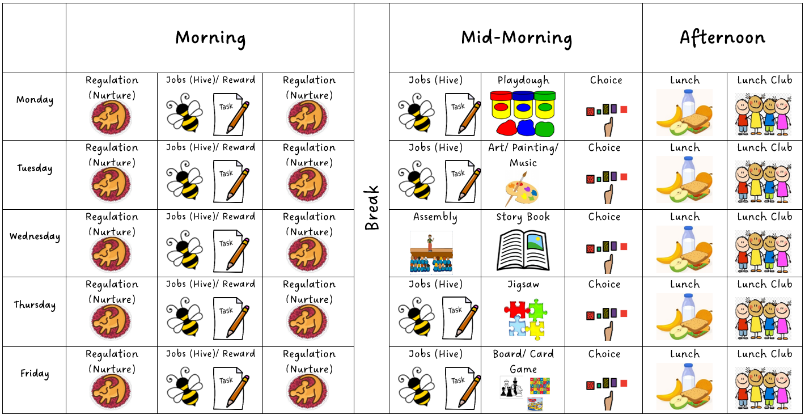 Morning
Mid-Morning
Afternoon
Break
Monday
Regulation
(Nurture)
Jobs (Hive)/ Reward
Task
Regulation
(Nurture)
Jobs (Hive)
Task
Playdough
Choice
Lunch
Lunch Club
Tuesday
Regulation
(Nurture)
Jobs (Hive)/ Reward
Task
Regulation
(Nurture)
Jobs (Hive)
Task
Art/ Painting/
Music
Choice
Lunch
Lunch Club
Wednesday
Regulation
(Nurture)
Jobs (Hive)/ Reward
Task
Regulation
(Nurture)
Assembly
Story Book
Choice
Lunch
Lunch Club
Thursday
Regulation
(Nurture)
Jobs (Hive)/ Reward
Task
Regulation
(Nurture)
Jobs (Hive)
Task
Jigsaw
Choice
Lunch
Lunch Club
Friday
Regulation
(Nurture)
Jobs (Hive)/ Reward
Task
Regulation
(Nurture)
Jobs (Hive)
Task
Board/ Card
Game
Choice
Lunch
Lunch Club